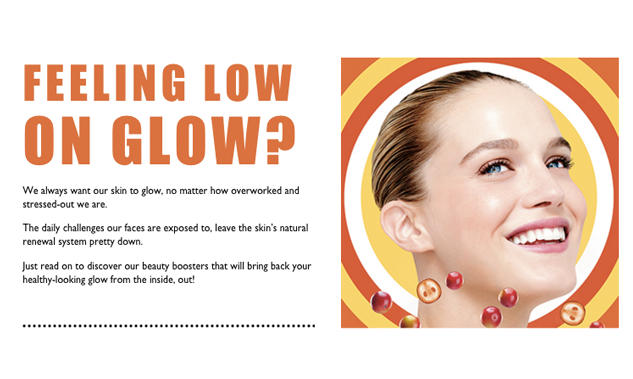 FEELING LOW
ON GLOW?
We always want our skin to glow, no matter how overworked and
stressed-out we are.
The daily challenges our faces are exposed to, leave the skin's natural
renewal system pretty down.
Just read on to discover our beauty boosters that will bring back your
healthy-looking glow from the inside, out!